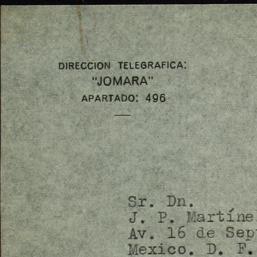 DIRECCION TELEGRAFICA:
"JOMARA"
APARTADO: 496
Sr. Dn.
J. P. Martíne
Av. 16 de Sep
Mexico. D. F.